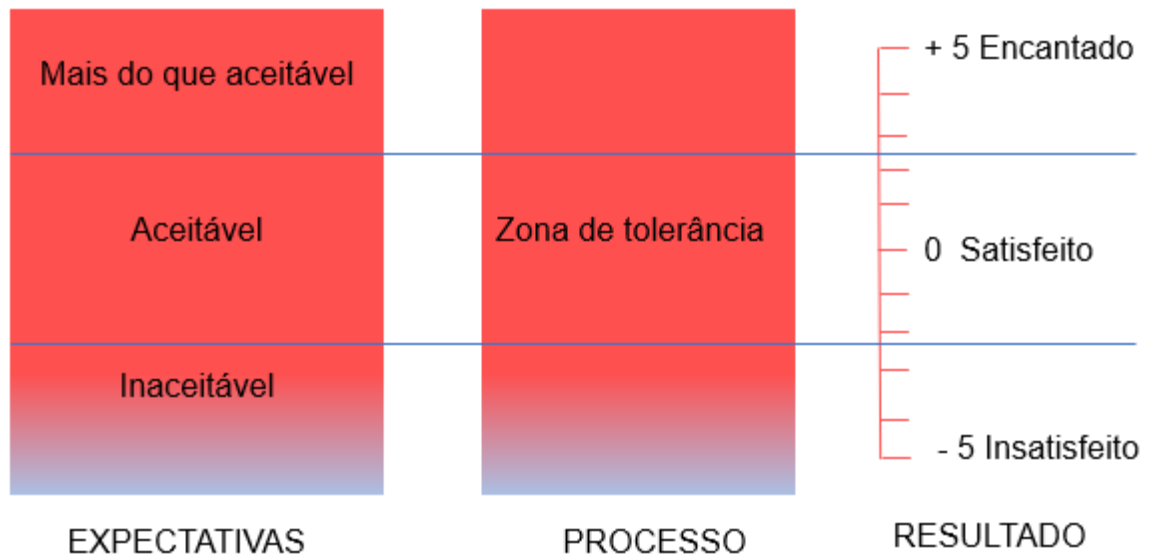 Mais do que aceitável
Aceitável
Inaceitável
EXPECTATIVAS
Zona de tolerância
PROCESSO
+ 5 Encantado
0 Satisfeito
- 5 Insatisfeito
RESULTADO